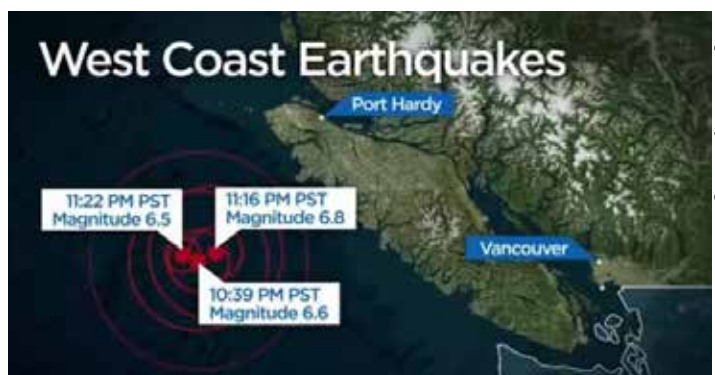 West Coast Earthquakes
Port Hardy
11:22 PM PST
Magnitude 6.5
11:16 PM PST
Magnitude 6.8
Vancouver
10:39 PM PST
Magnitude 6.6